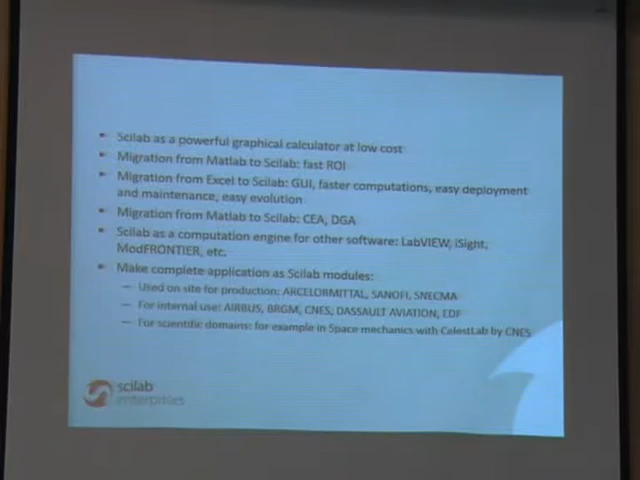 Scilab as a powerful graphical calculator at low cost
Migration from Matlab to Scilab: fast ROI
Migration from Excel to Scilab: GUI, faster computations, easy deployment
and maintenance, easy evolution
Migration from Matlab to Scilab: CEA, DGA
Scilab as a computation engine for other software: LabVIEW, iSight,
ModFRONTIER, etc.
Make complete application as Scilab modules:
— Used on site for production: ARCELORMITTAL, SANOFI, SNECMA
— For internal use: AIRBUS, BRGM, CNES, DASSAULT AVIATION, EDF
— For scientific domains: for example in Space mechanics with CelestLab by CNES
scilab
enterprises